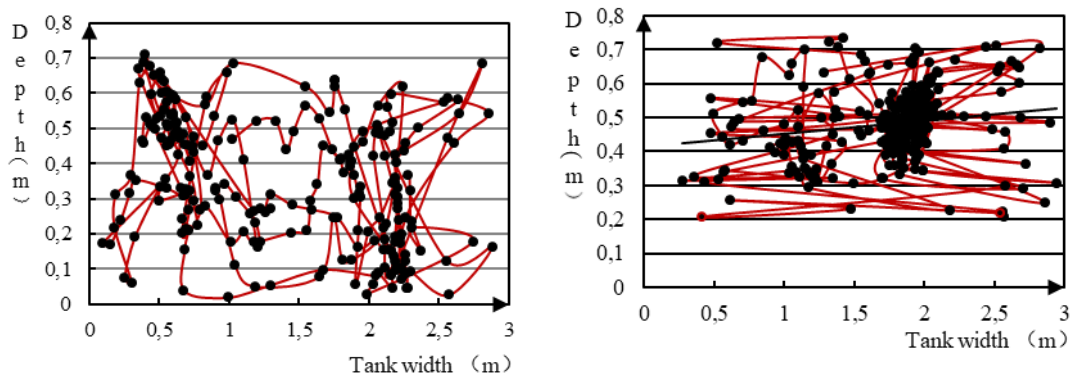 D
e
p
t
h
（m）
0,8
0,7
0,6
0,5
0,4
0,3
0,2
0,1
0
0 0,5 1 1,5 2 2,5 3
Tank width （m）
D
e
p
t
h
（m）
0,8
0,7
0,6
0,5
0,4
0,3
0,2
0,1
0
0 0,5 1 1,5 2 2,5 3
Tank width （m）